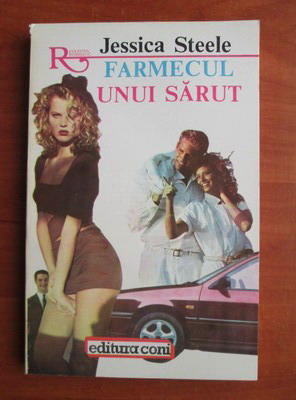 Jessica Steele
FARMECUL
UNUI SĂRUT
R
editura coni